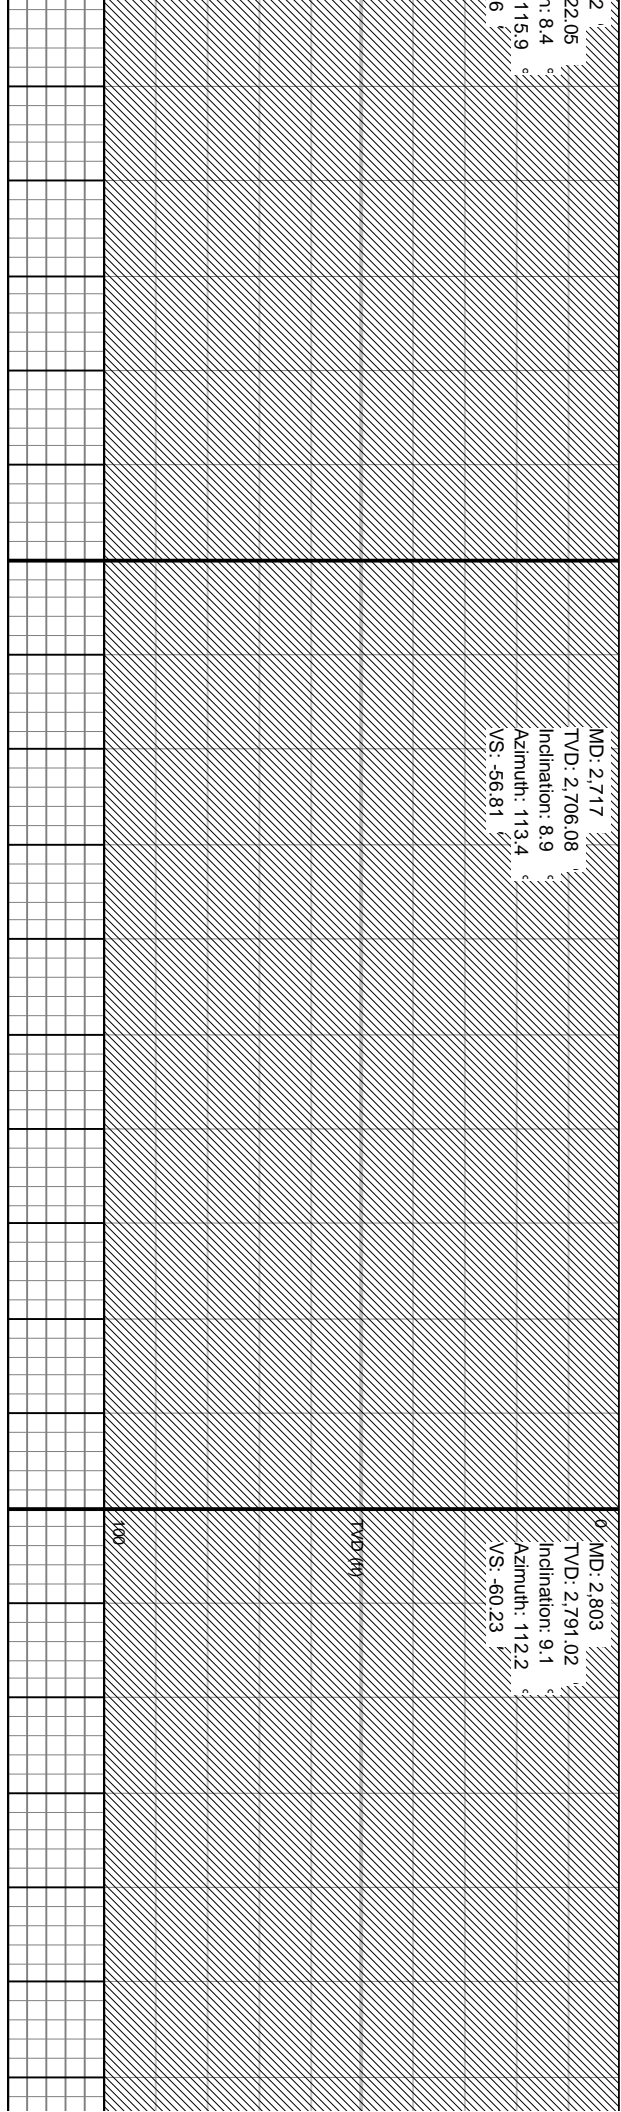 2
22.05
n: 8.4 °
115.9 °
6
MD: 2,717
TVD: 2,706.08
Inclination: 8.9 °
Azimuth: 113.4 °
VS: -56.81
0
TVD (ft)
100
MD: 2,803
TVD: 2,791.02
Inclination: 9.1 °
Azimuth: 112.2 °
VS: -60.23